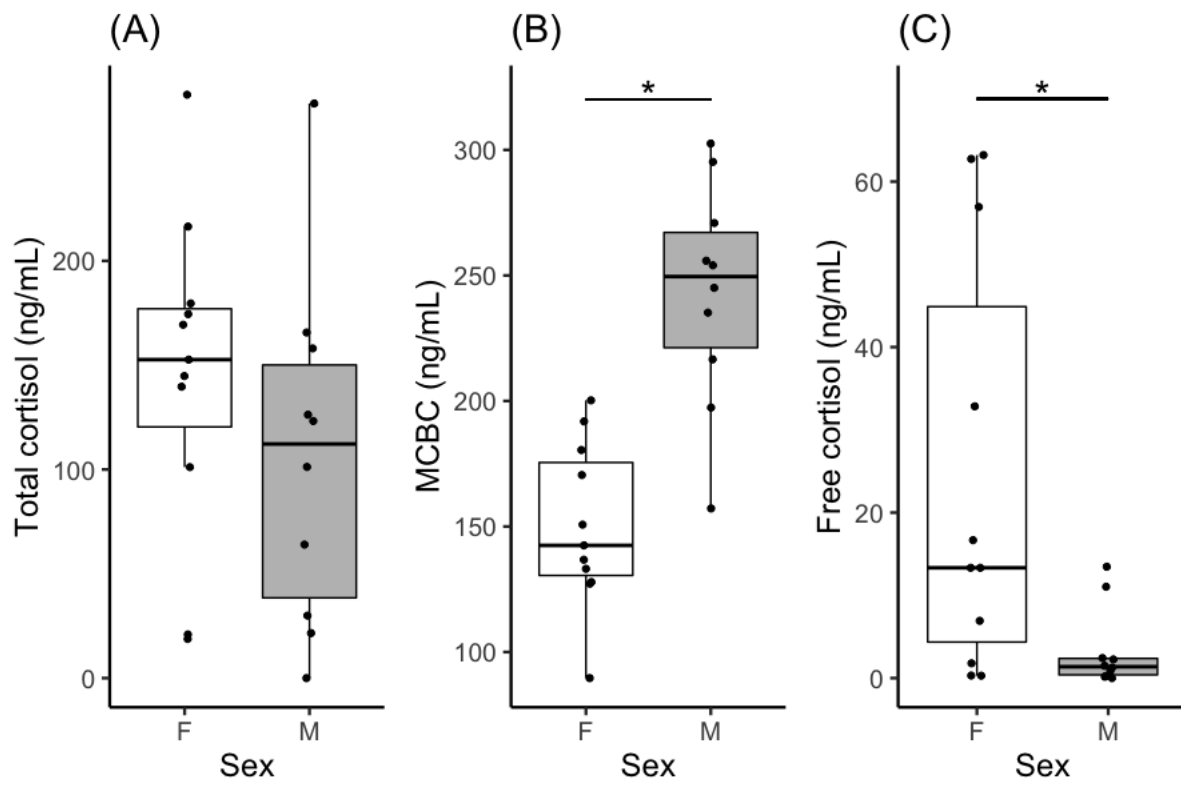 (A)
Total cortisol (ng/mL)
200
100
0
F
M
Sex
(B)
*
MCBC (ng/mL)
300
250
200
150
100
F
M
Sex
(C)
*
Free cortisol (ng/mL)
60
40
20
0
F
M
Sex